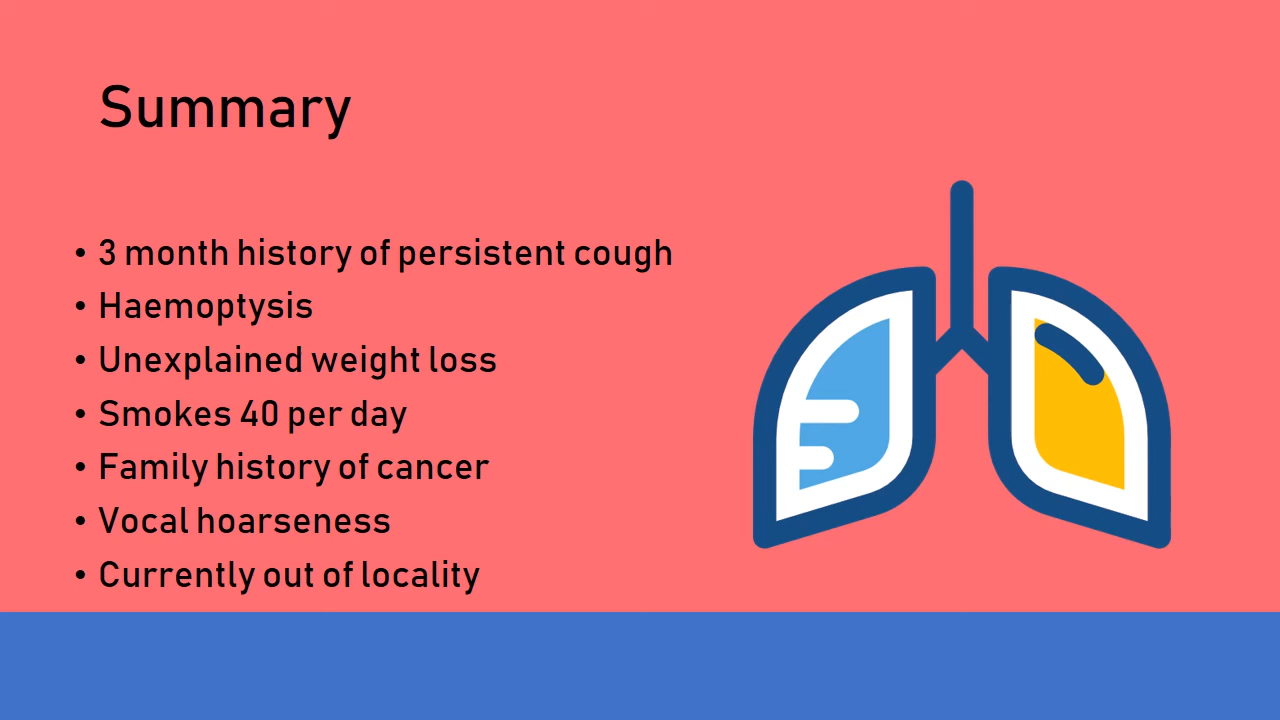 Summary
• 3 month history of persistent cough
• Haemoptysis
• Unexplained weight loss
• Smokes 40 per day
• Family history of cancer
• Vocal hoarseness
• Currently out of locality